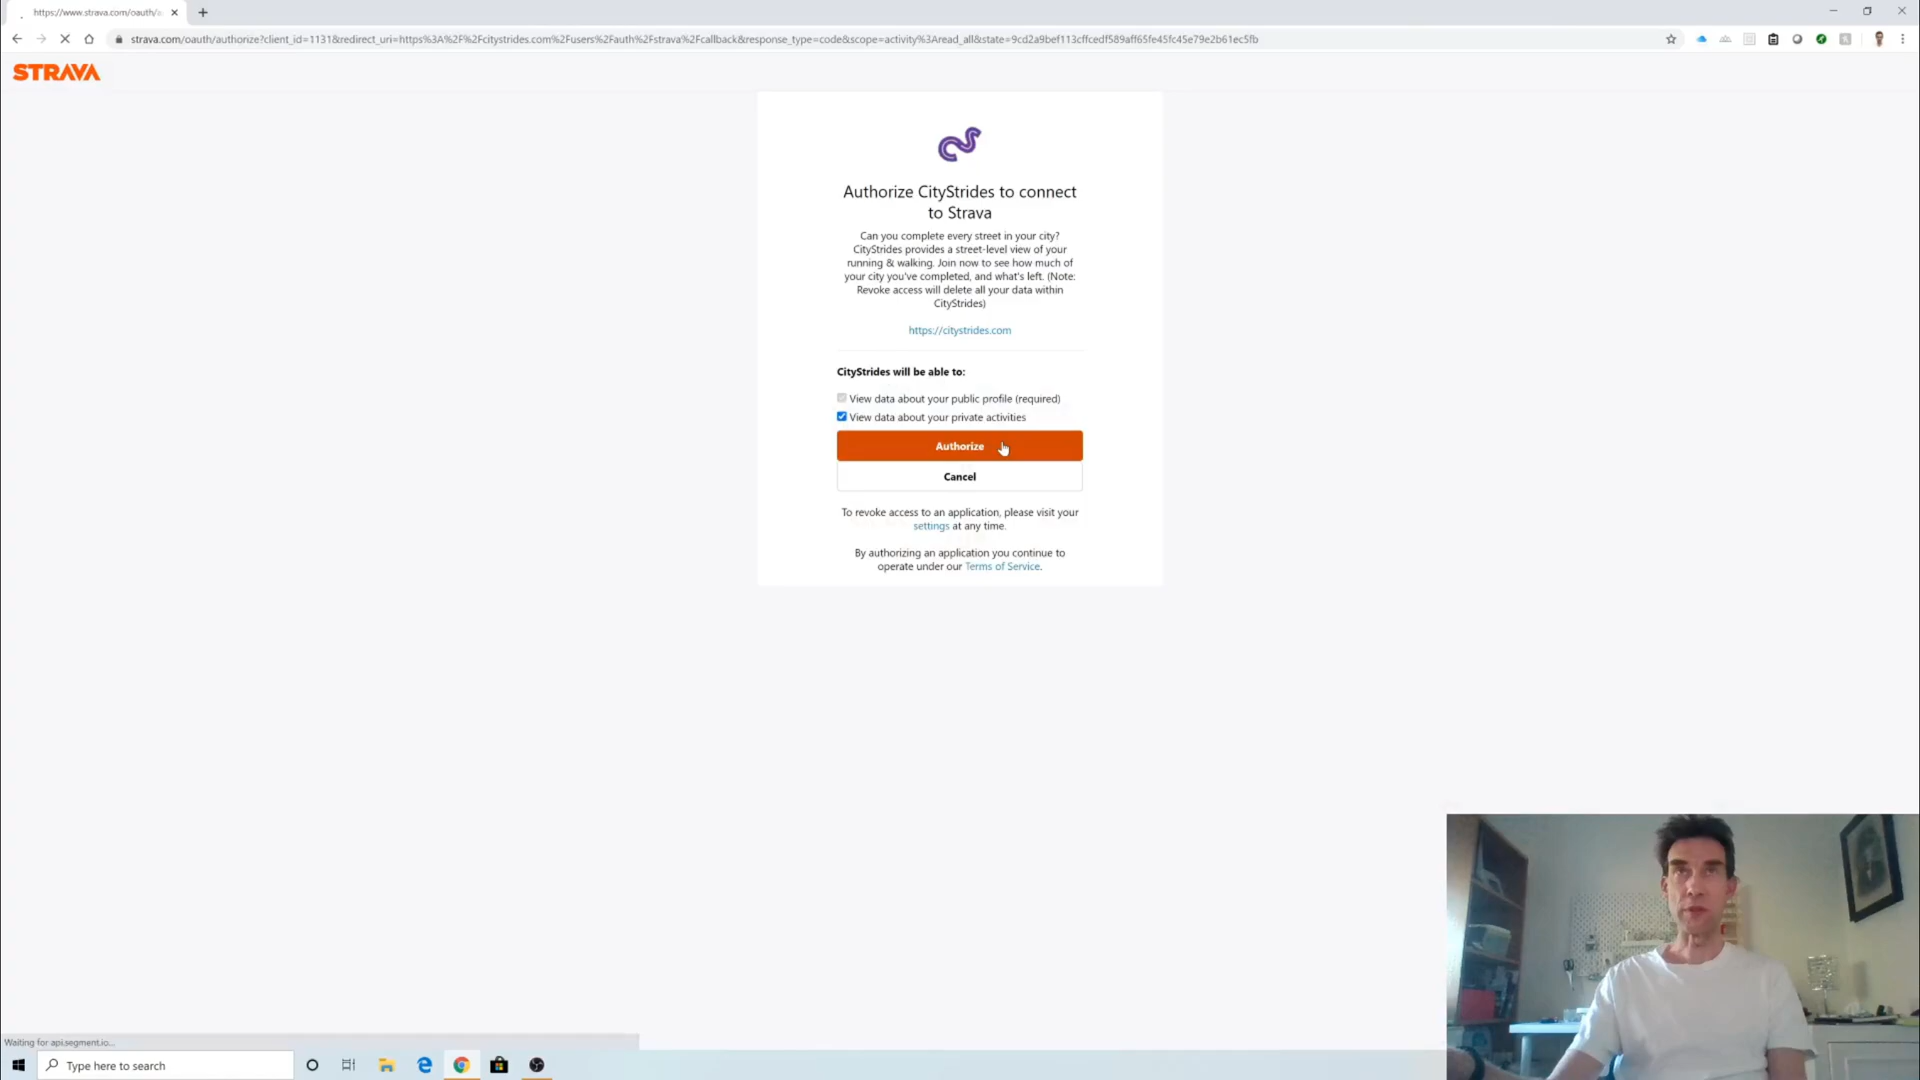 https://www.strava.com/oauth/a
strava.com/oauth/authorize?client_id=1131&redirect_uri=https%3A%2F%2Fcitystrides.com%2Fusers%2Fauth%2Fstrava%2Fcallback&response_type=code&scope=activity%3Aread_all&state=9cd2a9bef113cffcedf589aff65fe45fc45e79e2b61ec5fb
STRAVA
Authorize CityStrides to connect
to Strava
Can you complete every street in your city?
CityStrides provides a street-level view of your
running & walking. Join now to see how much of
your city you've completed, and what's left. (Note:
Revoke access will delete all your data within
CityStrides)
https://citystrides.com
CityStrides will be able to:
View data about your public profile (required)
View data about your private activities
Authorize
Cancel
To revoke access to an application, please visit your
settings at any time.
By authorizing an application you continue to
operate under our Terms of Service.
Waiting for api.segment.io...
Type here to search